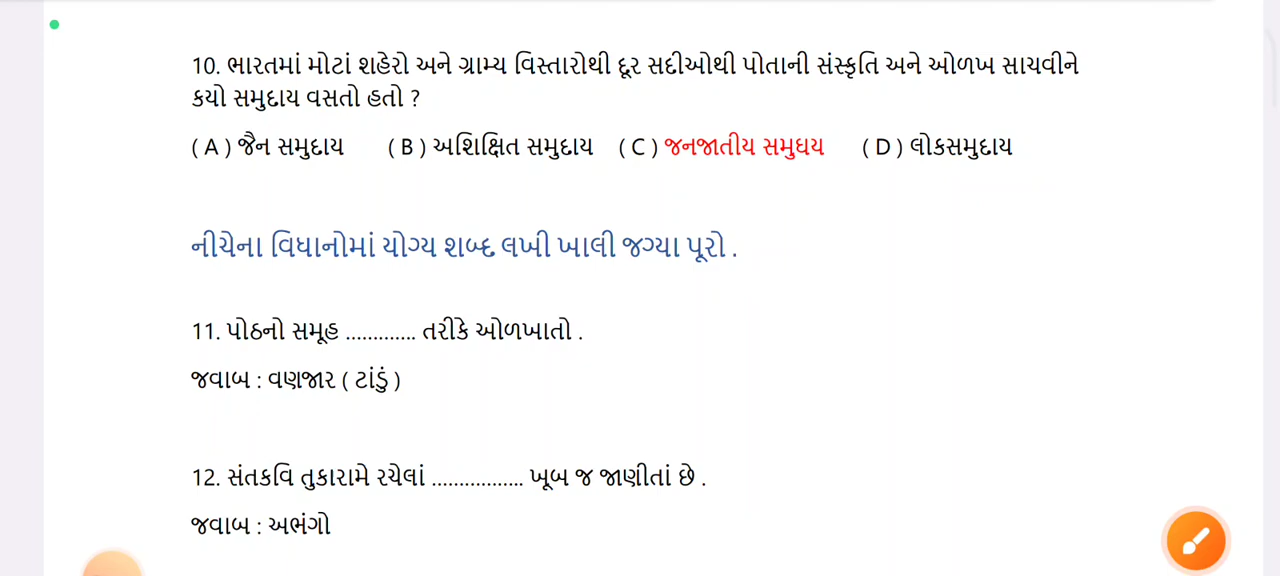 10. ભારતમાં મોટાં શહેરો અને ગ્રામ્ય વિસ્તારોથી દૂર સદીઓથી પોતાની સંસ્કૃતિ અને ઓળખ સાચવીને
કયો સમુદાય વસતો હતો ?
( A ) જૈન સમુદાય ( B ) અશિક્ષિત સમુદાય ( C ) જનજાતીય સમુધય ( D ) લોકસમુદાય
નીચેના વિધાનોમાં યોગ્ય શબ્દ લખી ખાલી જગ્યા પૂરો .
11. પોઠનો સમૂહ ............. તરીકે ઓળખાતો .
જવાબ : વણજાર ( ટાંડું )
12. સંતકવિ તુકારામે રચેલાં ................. ખૂબ જ જાણીતાં છે .
જવાબ : અભંગો